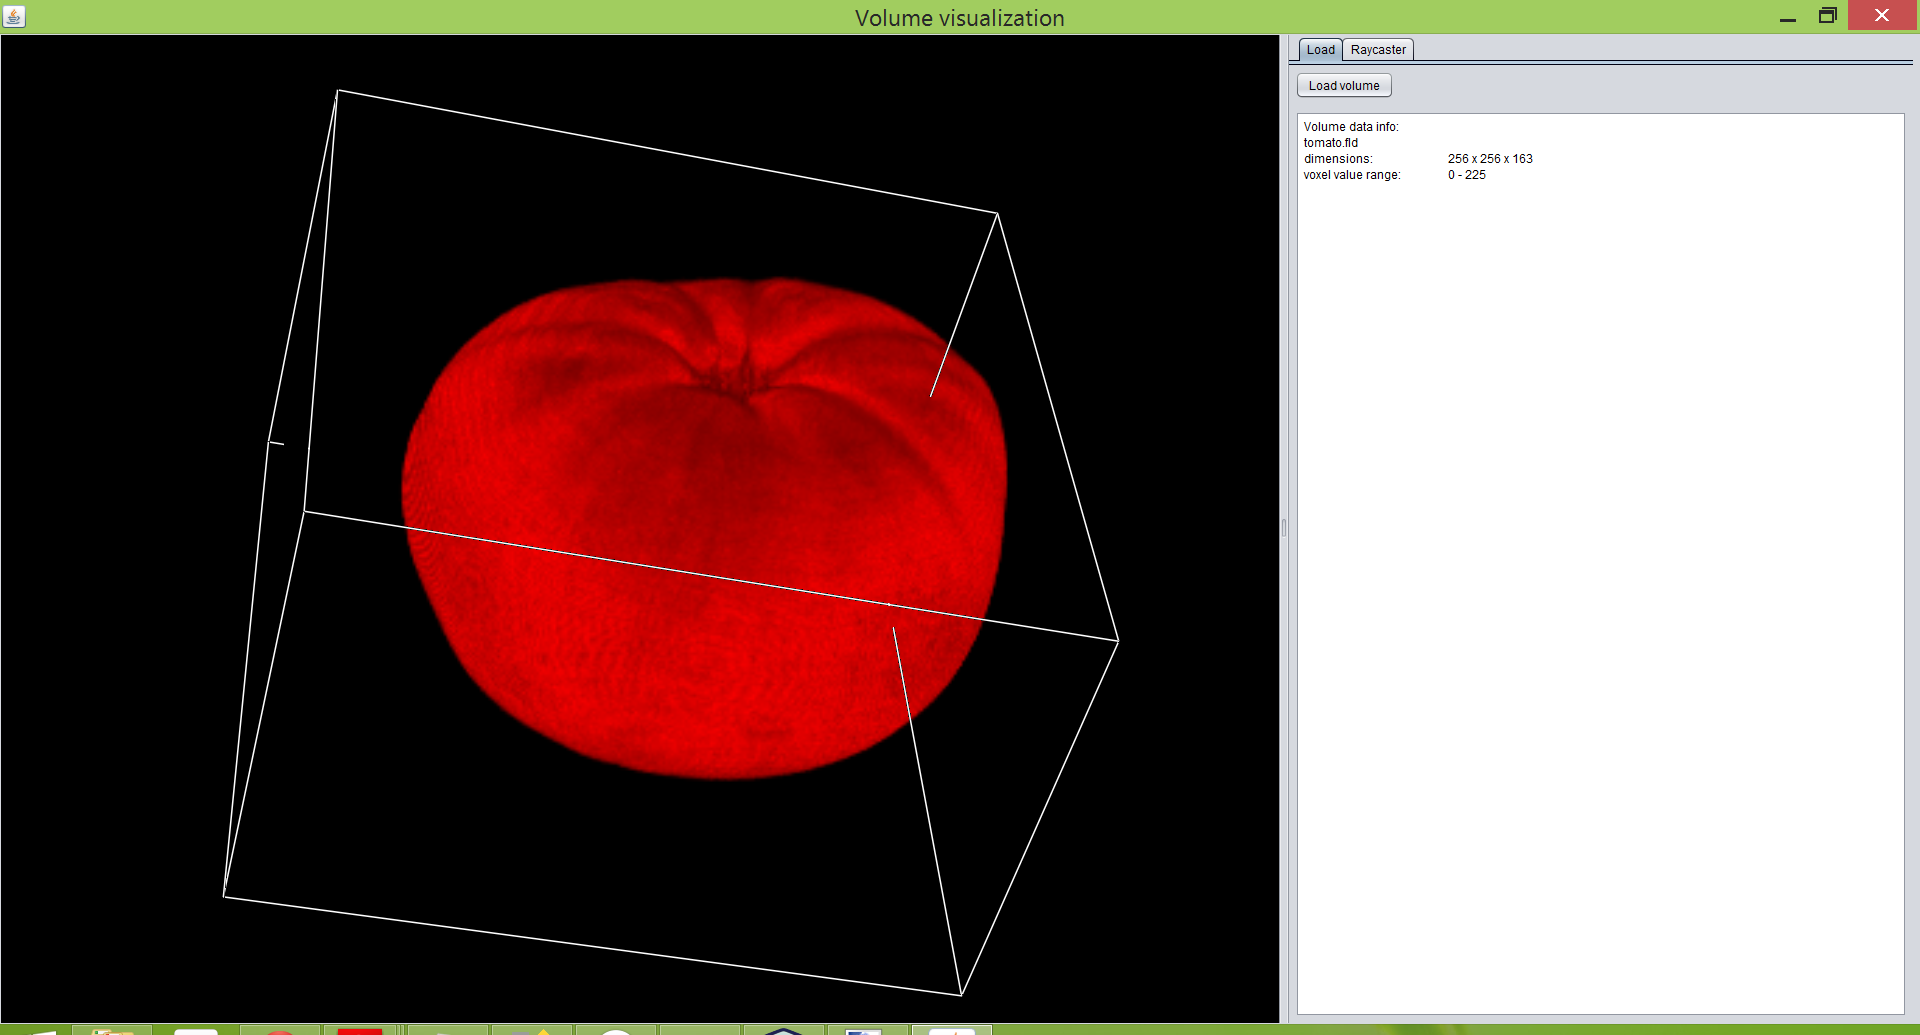 Volume visualization
Load Raycaster
Load volume
Volume data info:
tomato.fld
dimensions: 256 x 256 x 163
voxel value range: 0 - 225